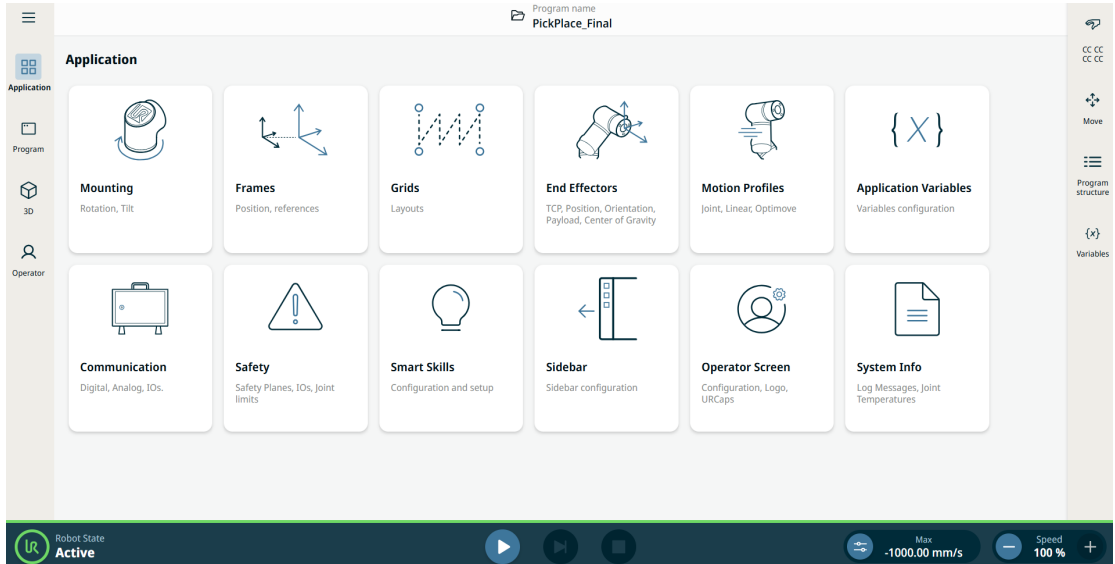 Program name
PickPlace_Final
CC CC
CC CC
Application
Application
Program
3D
Operator
Move
Program
structure
{x}
Variables
Mounting
Rotation, Tilt
Frames
Position, references
Grids
Layouts
End Effectors
TCP, Position, Orientation,
Payload, Center of Gravity
Motion Profiles
Joint, Linear, Optimove
{X}
Application Variables
Variables configuration
Communication
Digital, Analog, IOs.
Safety
Safety Planes, IOs, Joint
limits
Smart Skills
Configuration and setup
Sidebar
Sidebar configuration
Operator Screen
Configuration, Logo,
URCaps
System Info
Log Messages, Joint
Temperatures
UR
Robot State
Active
Max
-1000.00 mm/s
Speed
100 %